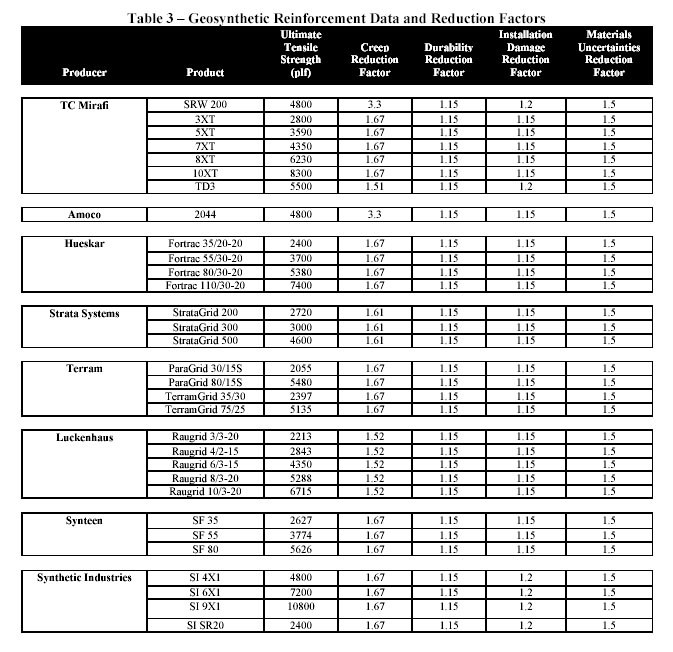 Table 3 – Geosynthetic Reinforcement Data and Reduction Factors
Producer Product Ultimate Tensile Strength (plf) Creep Reduction Factor Durability Reduction Factor Installation Damage Reduction Factor Materials Uncertainties Reduction Factor
TC Mirafi SRW 200 4800 3.3 1.15 1.2 1.5
3XT 2800 1.67 1.15 1.15 1.5
5XT 3590 1.67 1.15 1.15 1.5
7XT 4350 1.67 1.15 1.15 1.5
8XT 6230 1.67 1.15 1.15 1.5
10XT 8300 1.67 1.15 1.15 1.5
TD3 5500 1.51 1.15 1.2 1.5
Amoco 2044 4800 3.3 1.15 1.15 1.5
Hueskar Fortrac 35/20-20 2400 1.67 1.15 1.15 1.5
Fortrac 55/30-20 3700 1.67 1.15 1.15 1.5
Fortrac 80/30-20 5380 1.67 1.15 1.15 1.5
Fortrac 110/30-20 7400 1.67 1.15 1.15 1.5
Strata Systems StrataGrid 200 2720 1.61 1.15 1.15 1.5
StrataGrid 300 3000 1.61 1.15 1.15 1.5
StrataGrid 500 4600 1.61 1.15 1.15 1.5
Terram ParaGrid 30/15S 2055 1.67 1.15 1.15 1.5
ParaGrid 80/15S 5480 1.67 1.15 1.15 1.5
TerramGrid 35/30 2397 1.67 1.15 1.15 1.5
TerramGrid 75/25 5135 1.67 1.15 1.15 1.5
Luckenhaus Raugrid 3/3-20 2213 1.52 1.15 1.15 1.5
Raugrid 4/2-15 2843 1.52 1.15 1.15 1.5
Raugrid 6/3-15 4350 1.52 1.15 1.15 1.5
Raugrid 8/3-20 5288 1.52 1.15 1.15 1.5
Raugrid 10/3-20 6715 1.52 1.15 1.15 1.5
Synteen SF 35 2627 1.67 1.15 1.15 1.5
SF 55 3774 1.67 1.15 1.15 1.5
SF 80 5626 1.67 1.15 1.15 1.5
Synthetic Industries SI 4X1 4800 1.67 1.15 1.2 1.5
SI 6X1 7200 1.67 1.15 1.2 1.5
SI 9X1 10800 1.67 1.15 1.2 1.5
SI SR20 2400 1.67 1.15 1.2 1.5